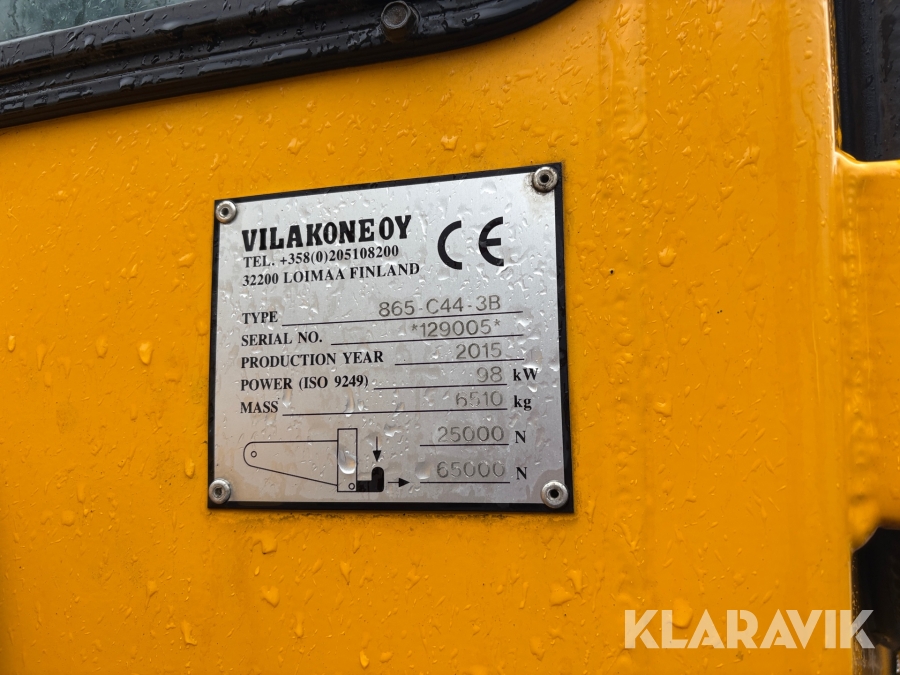 VILAKONE OY
TEL. +358(0)205108200
32200 LOIMAA FINLAND
CE
TYPE 865-C44-3B
SERIAL NO. *129005*
PRODUCTION YEAR 2015
POWER (ISO 9249) 98 kW
MASS 6510 kg
25000 N
65000 N
KLARAVIK